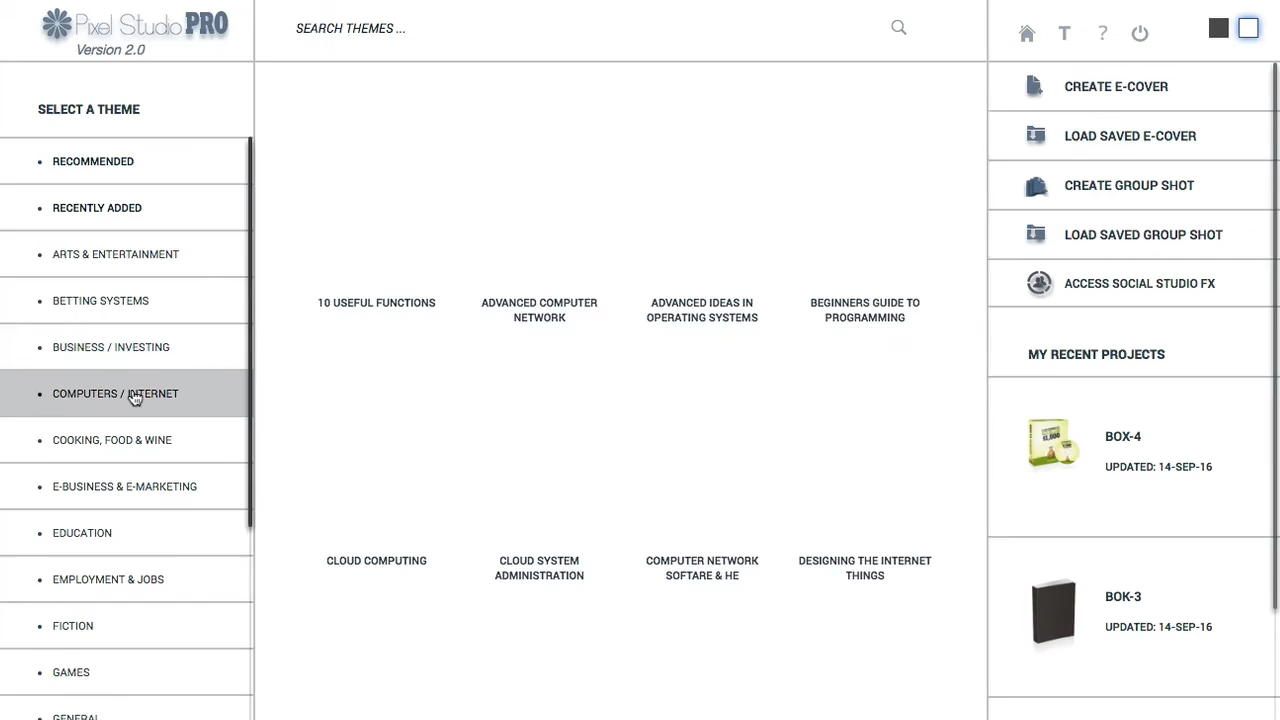 Pixel Studio PRO
Version 2.0
SEARCH THEMES ...
T
?
SELECT A THEME
RECOMMENDED
RECENTLY ADDED
ARTS & ENTERTAINMENT
BETTING SYSTEMS
BUSINESS / INVESTING
COMPUTERS / INTERNET
COOKING, FOOD & WINE
E-BUSINESS & E-MARKETING
EDUCATION
EMPLOYMENT & JOBS
FICTION
GAMES
GENERAL
10 USEFUL FUNCTIONS
ADVANCED COMPUTER
NETWORK
ADVANCED IDEAS IN
OPERATING SYSTEMS
BEGINNERS GUIDE TO
PROGRAMMING
CLOUD COMPUTING
CLOUD SYSTEM
ADMINISTRATION
COMPUTER NETWORK
SOFTARE & HE
DESIGNING THE INTERNET
THINGS
CREATE E-COVER
LOAD SAVED E-COVER
CREATE GROUP SHOT
LOAD SAVED GROUP SHOT
ACCESS SOCIAL STUDIO FX
MY RECENT PROJECTS
BOX-4
UPDATED: 14-SEP-16
BOK-3
UPDATED: 14-SEP-16